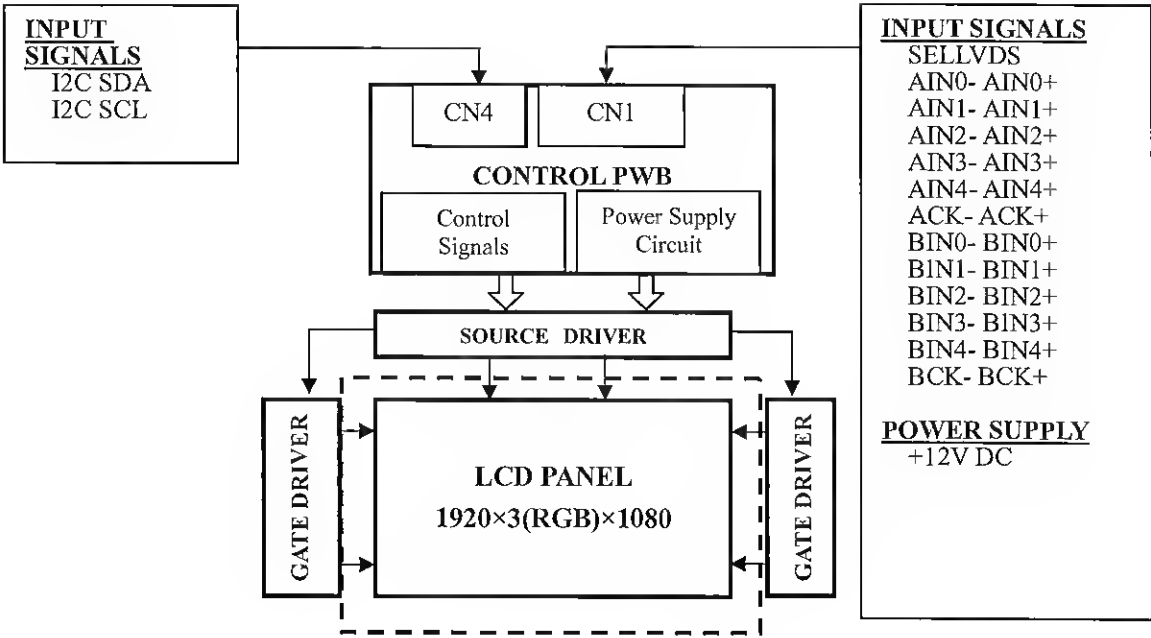 INPUT
SIGNALS
I2C SDA
I2C SCL
CN4
CN1
CONTROL PWB
Control
Signals
Power Supply
Circuit
SOURCE DRIVER
GATE DRIVER
LCD PANEL
1920×3(RGB)×1080
GATE DRIVER
INPUT SIGNALS
SELLVDS
AIN0- AIN0+
AIN1- AIN1+
AIN2- AIN2+
AIN3- AIN3+
AIN4- AIN4+
ACK- ACK+
BIN0- BIN0+
BIN1- BIN1+
BIN2- BIN2+
BIN3- BIN3+
BIN4- BIN4+
BCK- BCK+
POWER SUPPLY
+12V DC